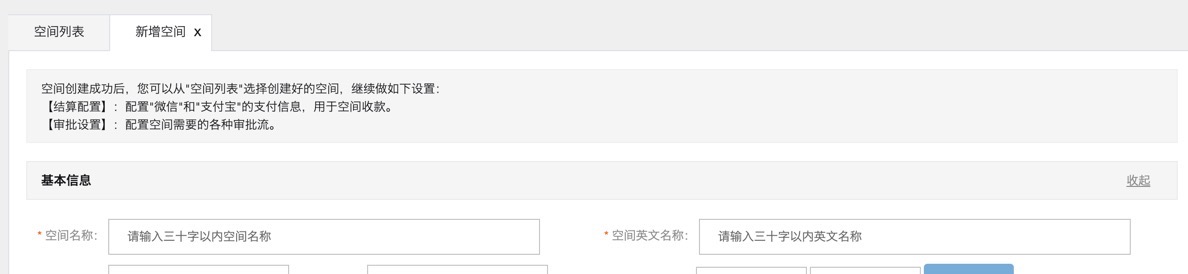 空间列表
新增空间 x
空间创建成功后，您可以从"空间列表"选择创建好的空间，继续做如下设置：
【结算配置】：配置"微信"和"支付宝"的支付信息，用于空间收款。
【审批设置】：配置空间需要的各种审批流。
基本信息
收起
* 空间名称: 请输入三十字以内空间名称
* 空间英文名称: 请输入三十字以内英文名称